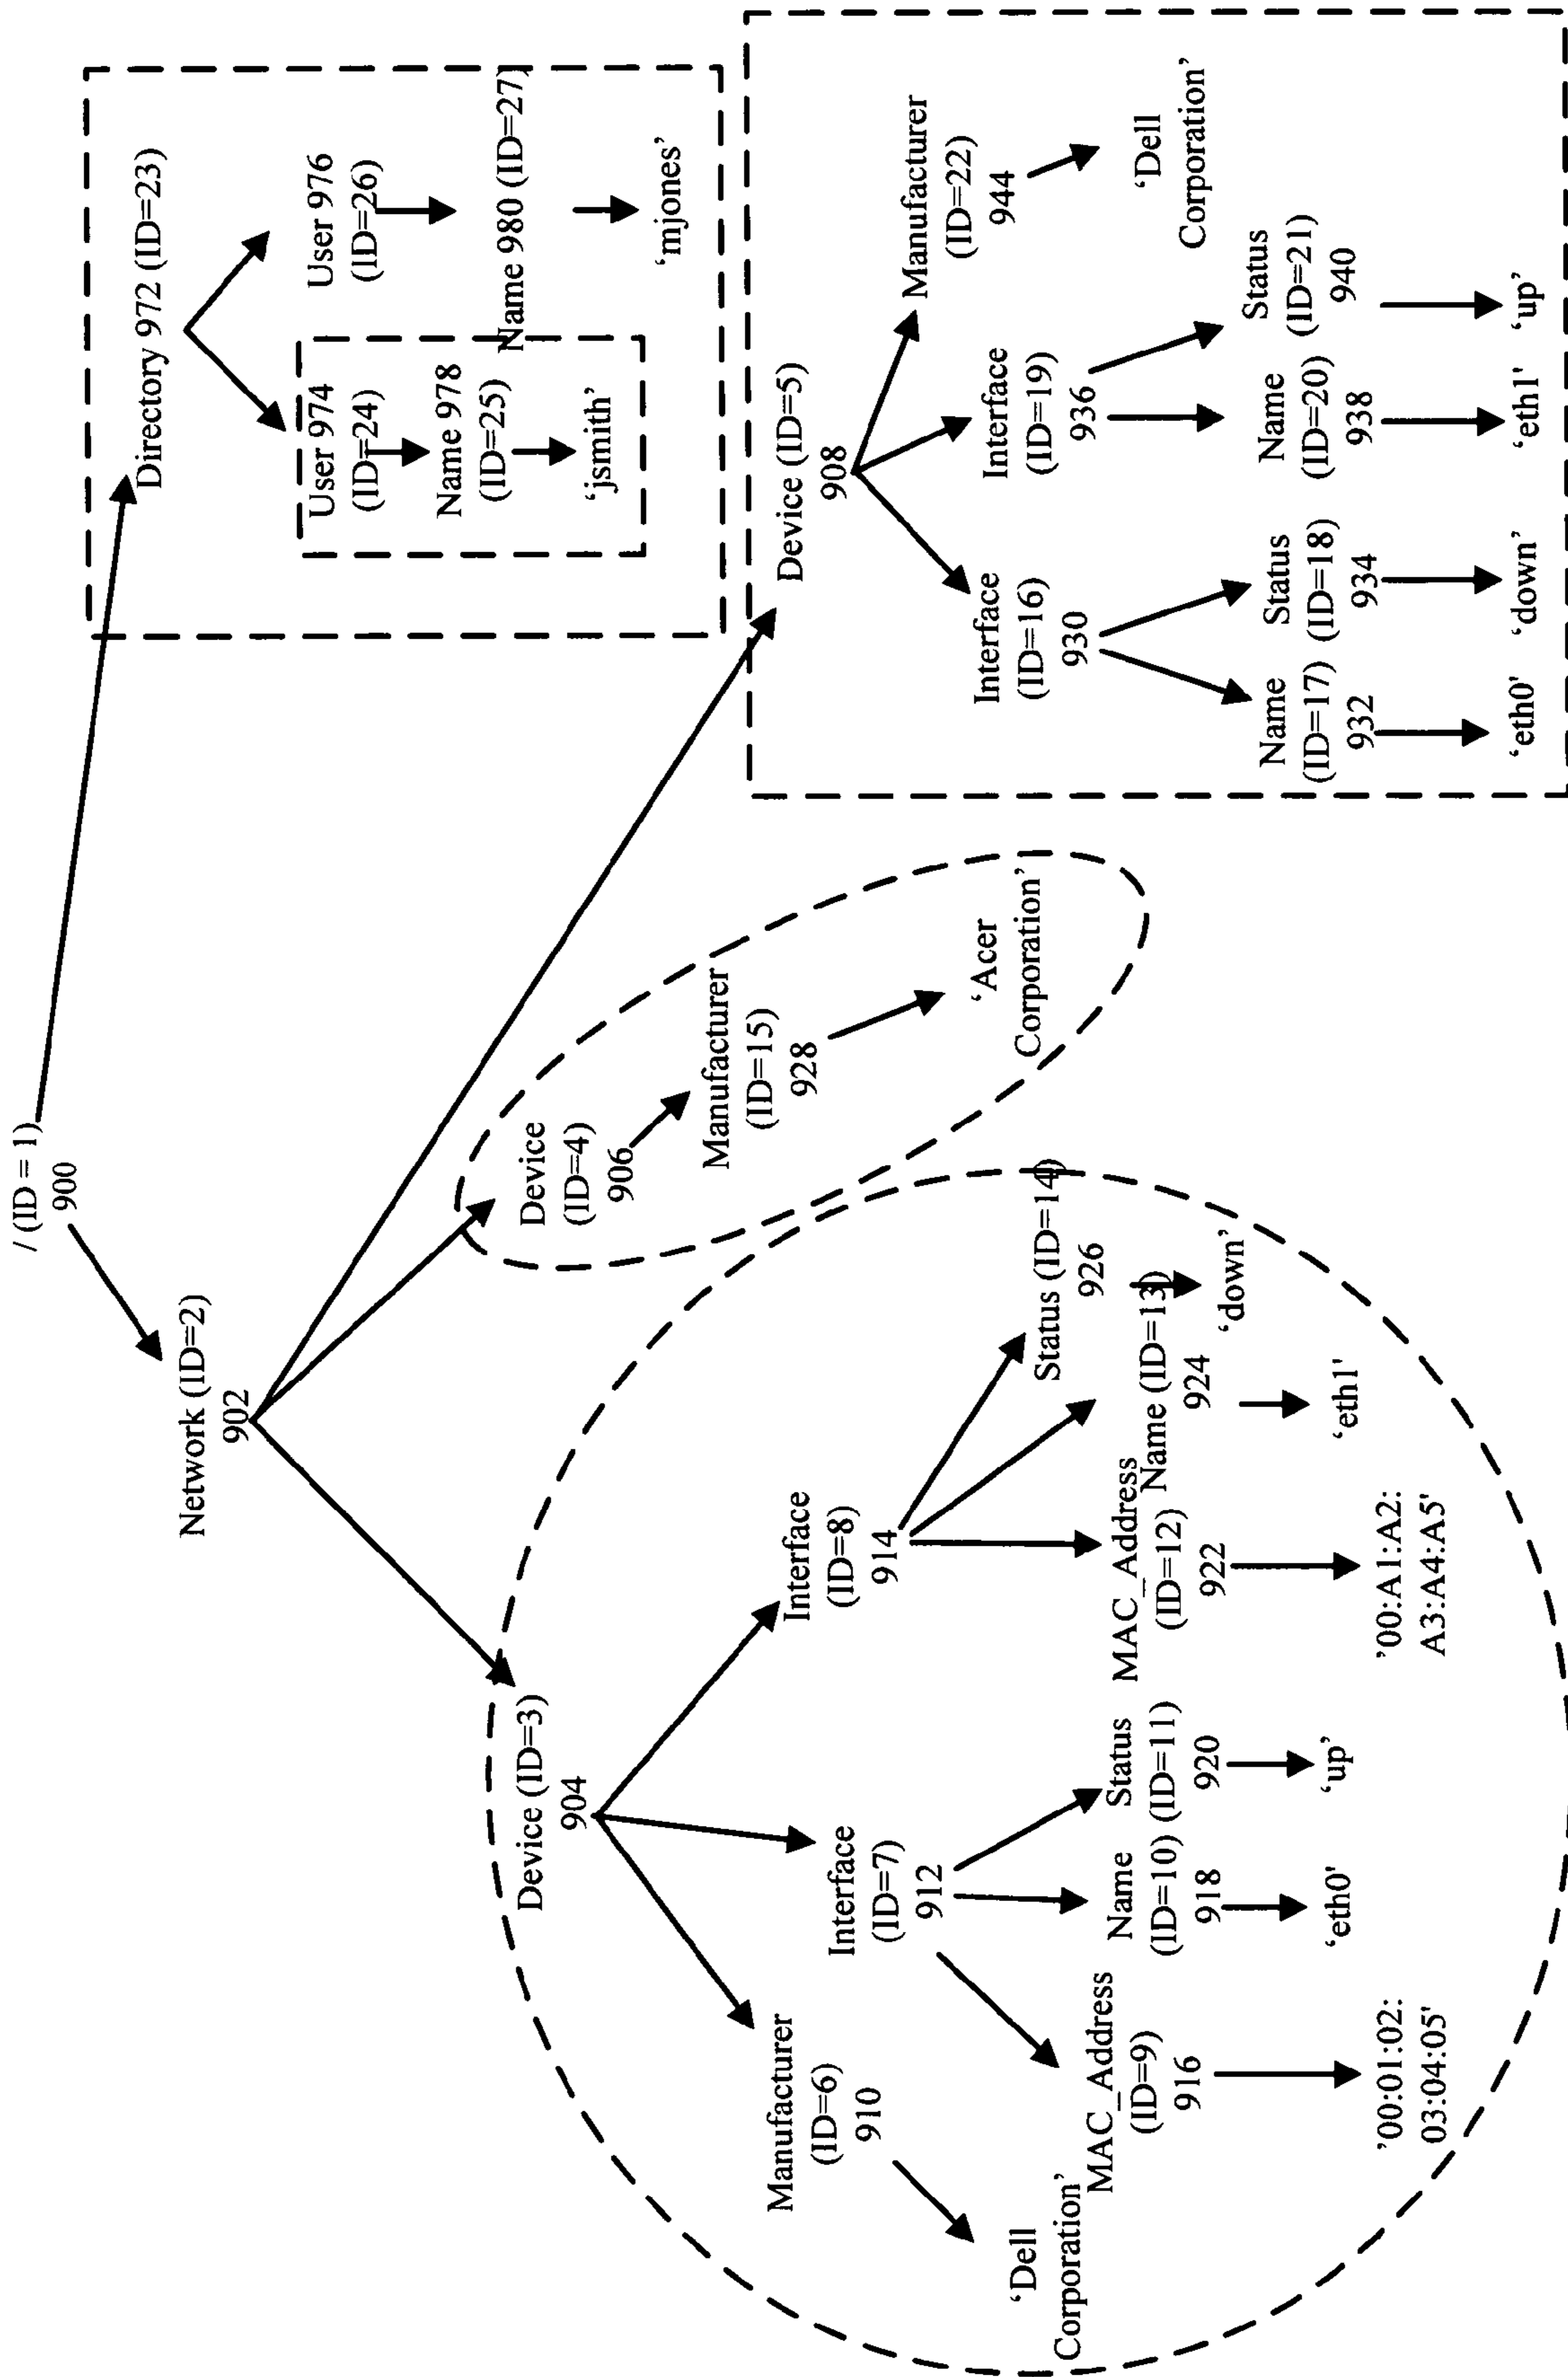 / (ID = 1)
900
Network (ID=2)
902
Directory 972 (ID=23)
User 974
(ID=24)
Name 978
(ID=25)
‘jsmith’
User 976
(ID=26)
Name 980 (ID=27)
‘mjones’
Device (ID=3)
904
Manufacturer
(ID=6)
910
‘Dell
Corporation’
Interface
(ID=7)
912
MAC_Address
(ID=9)
916
’00:01:02:
03:04:05'
Name
(ID=10)
918
‘eth0'
Status
(ID=11)
920
‘up’
Interface
(ID=8)
914
MAC_Address
(ID=12)
922
’00:A1:A2:
A3:A4:A5'
Name (ID=13)
924
‘eth1'
Status (ID=14)
926
‘down’
Device
(ID=4)
906
Manufacturer
(ID=15)
928
‘Acer
Corporation’
Device (ID=5)
908
Interface
(ID=16)
930
Name
(ID=17)
932
‘eth0'
Status
(ID=18)
934
‘down’
Interface
(ID=19)
936
Name
(ID=20)
938
‘eth1'
Status
(ID=21)
940
‘up’
Manufacturer
(ID=22)
944
‘Dell
Corporation’